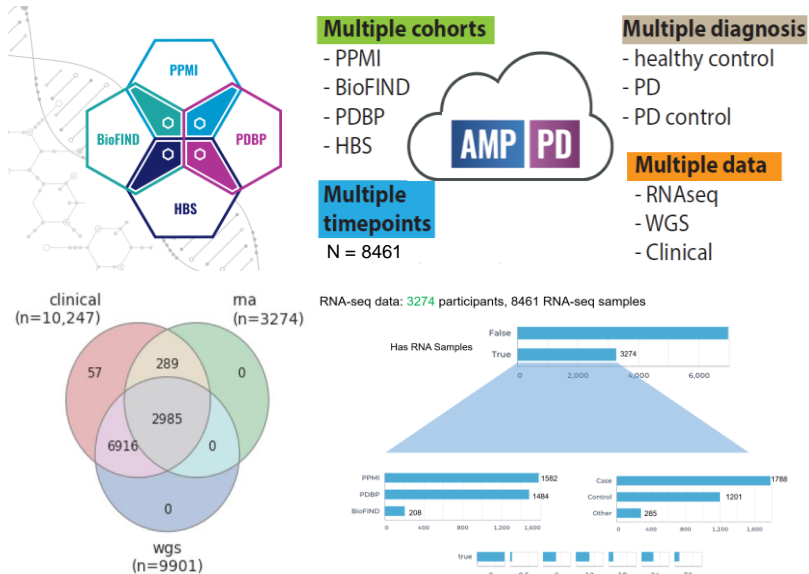 PPMI
BioFIND
PDBP
HBS
Multiple cohorts
- PPMI
- BioFIND
- PDBP
- HBS
Multiple
timepoints
N = 8461
AMP PD
Multiple diagnosis
- healthy control
- PD
- PD control
Multiple data
- RNAseq
- WGS
- Clinical
clinical
(n=10,247)
rna
(n=3274)
57
289
0
2985
6916
0
0
wgs
(n=9901)
RNA-seq data: 3274 participants, 8461 RNA-seq samples
Has RNA Samples
False
True
3274
0 2,000 4,000 6,000
PPMI 1582
PDBP 1484
BioFIND 208
0 400 800 1,200 1,600
Case 1788
Control 1201
Other 285
0 400 800 1,200 1,600
true